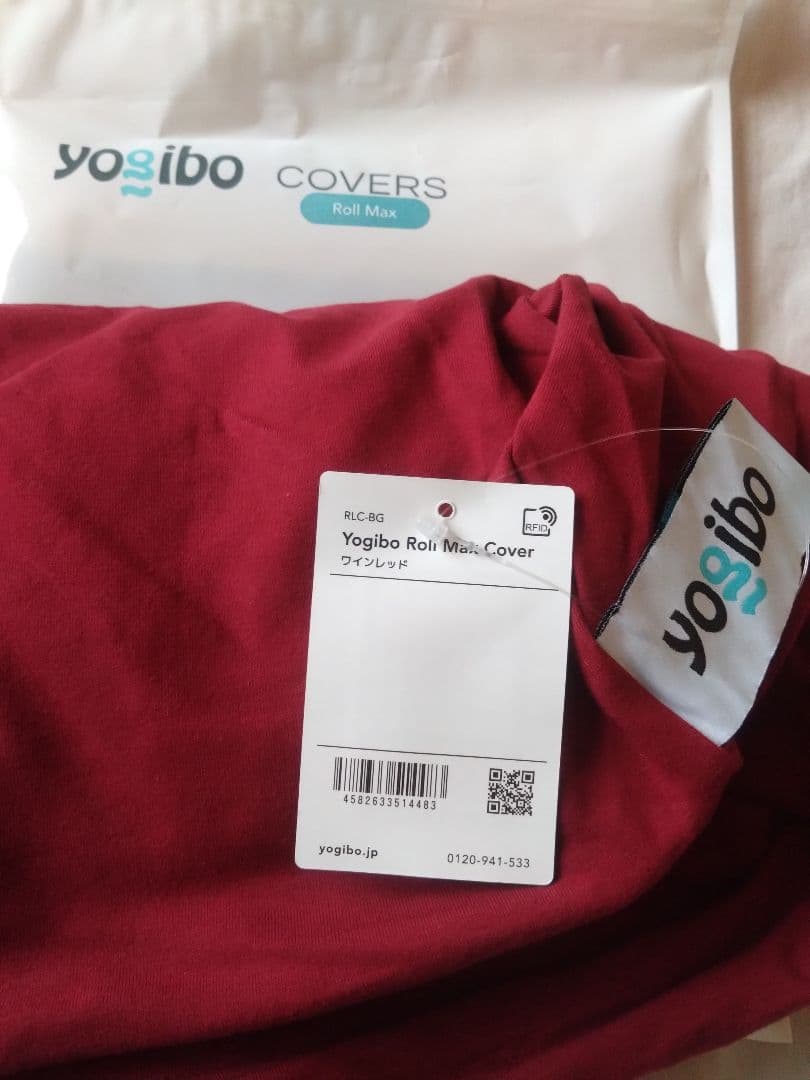 yogibo COVERS
Roll Max
RLC-BG
RFID
Yogibo Roll Max Cover
ワインレッド
yogibo
4582633514483
yogibo.jp
0120-941-533